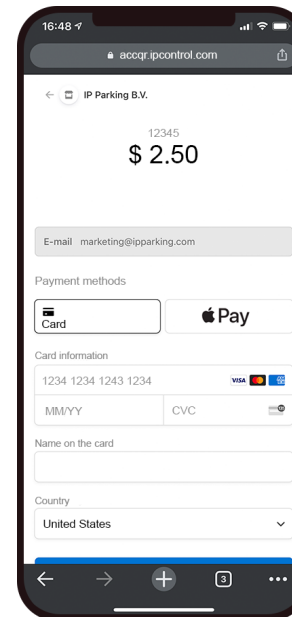 16:48
accqr.ipcontrol.com
IP Parking B.V.
12345
$ 2.50
E-mail marketing@ipparking.com
Payment methods
Card
Pay
Card information
1234 1234 1243 1234 VISA
MM/YY CVC
Name on the card
Country
United States
3